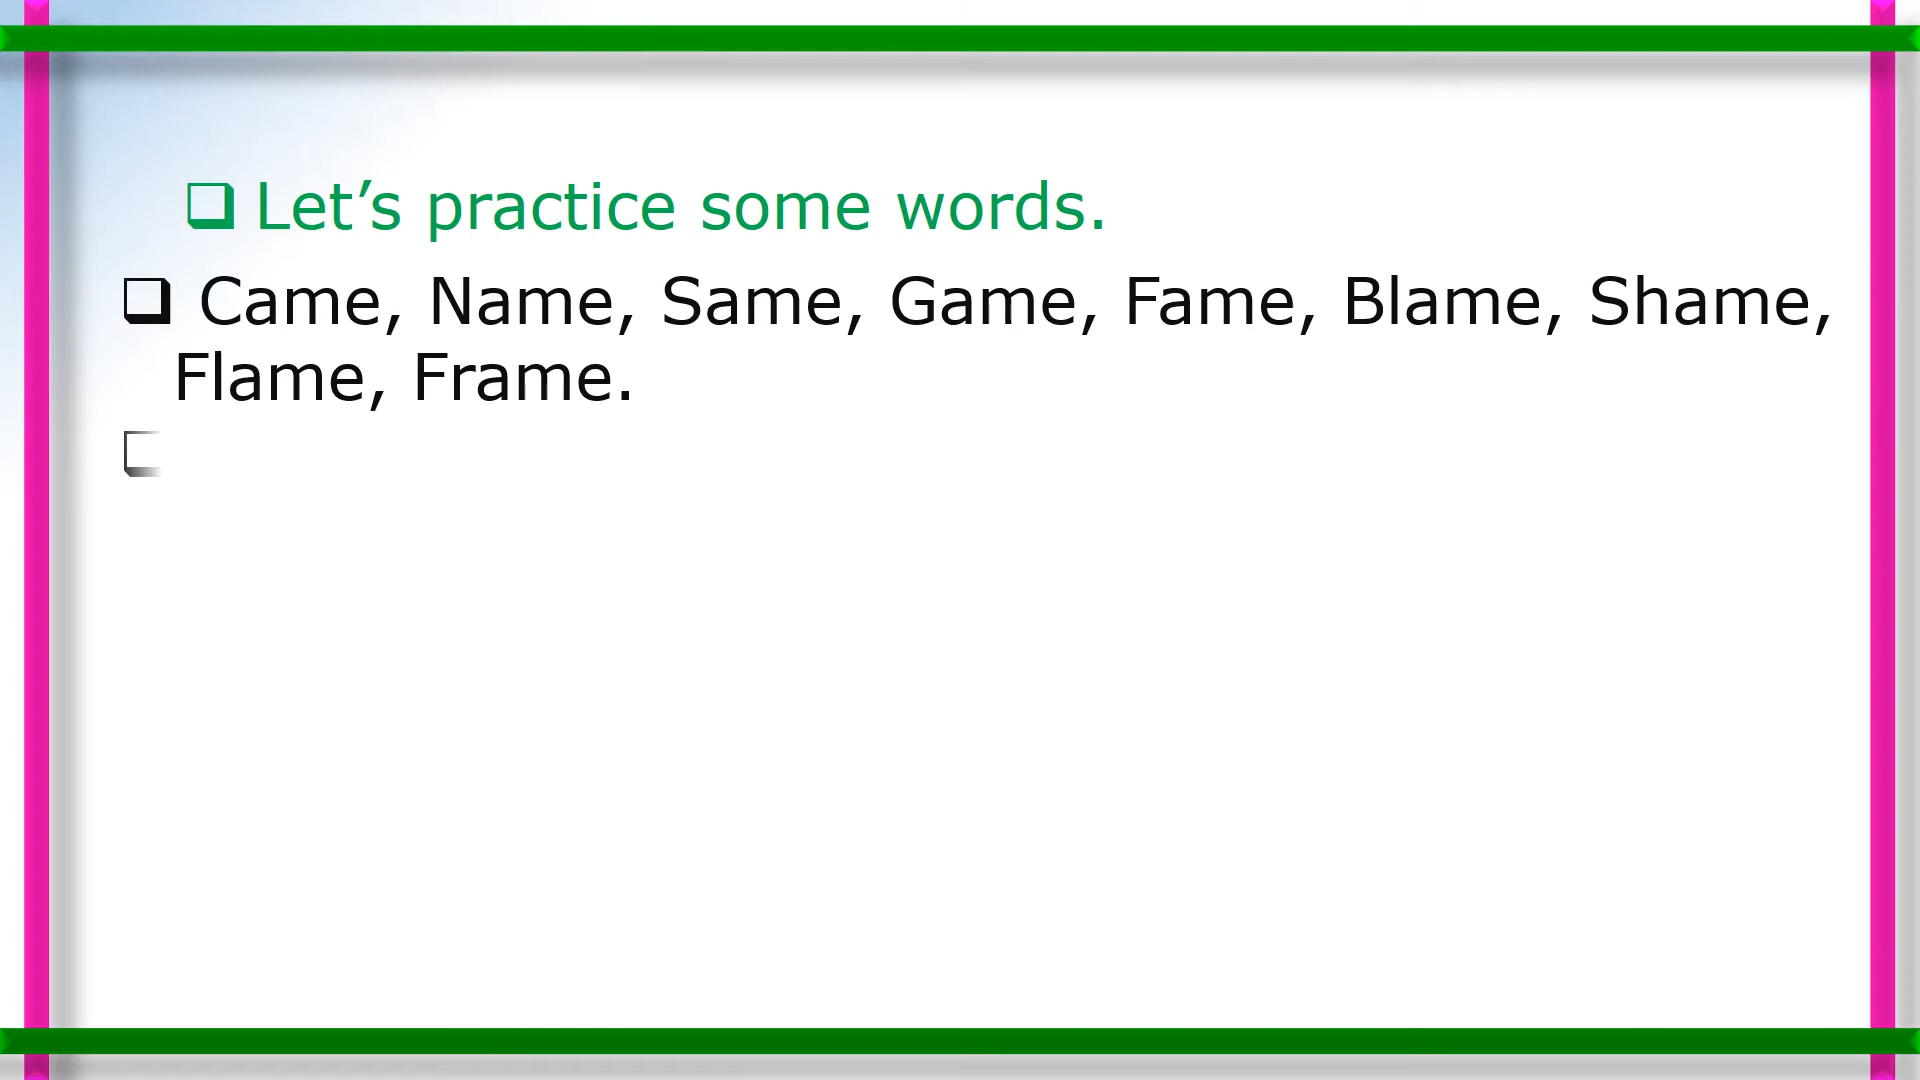 ❑ Let’s practice some words.
❑ Came, Name, Same, Game, Fame, Blame, Shame,
Flame, Frame.
❑